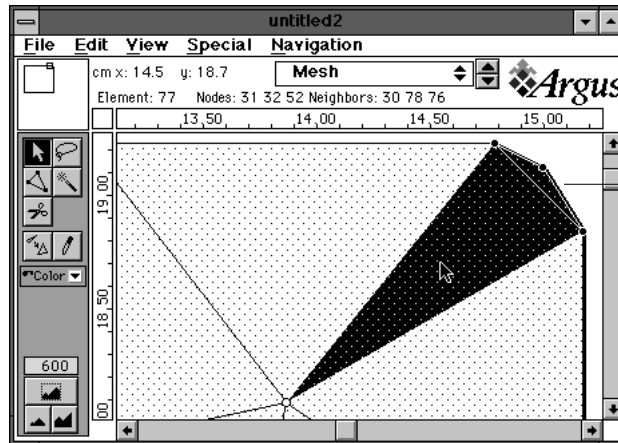 untitled2
File Edit View Special Navigation
cm x: 14.5 y: 18.7 Mesh
Argus
Element: 77 Nodes: 31 32 52 Neighbors: 30 78 76
13,50 14,00 14,50 15,00
19,00
18,50
00
Color
600